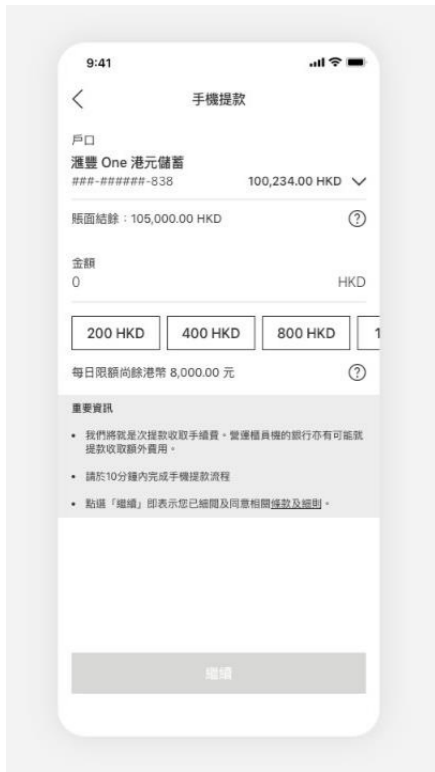 9:41
手機提款
戶口
滙豐 One 港元儲蓄
###-######-838 100,234.00 HKD
賬面結餘：105,000.00 HKD
金額
0 HKD
200 HKD 400 HKD 800 HKD 1
每日限額尚餘港幣 8,000.00 元
重要資訊
• 我們將就是次提款收取手續費。營運櫃員機的銀行亦有可能就
提款收取額外費用。
• 請於10分鐘內完成手機提款流程
• 點選「繼續」即表示您已細閱及同意相關條款及細則。
繼續